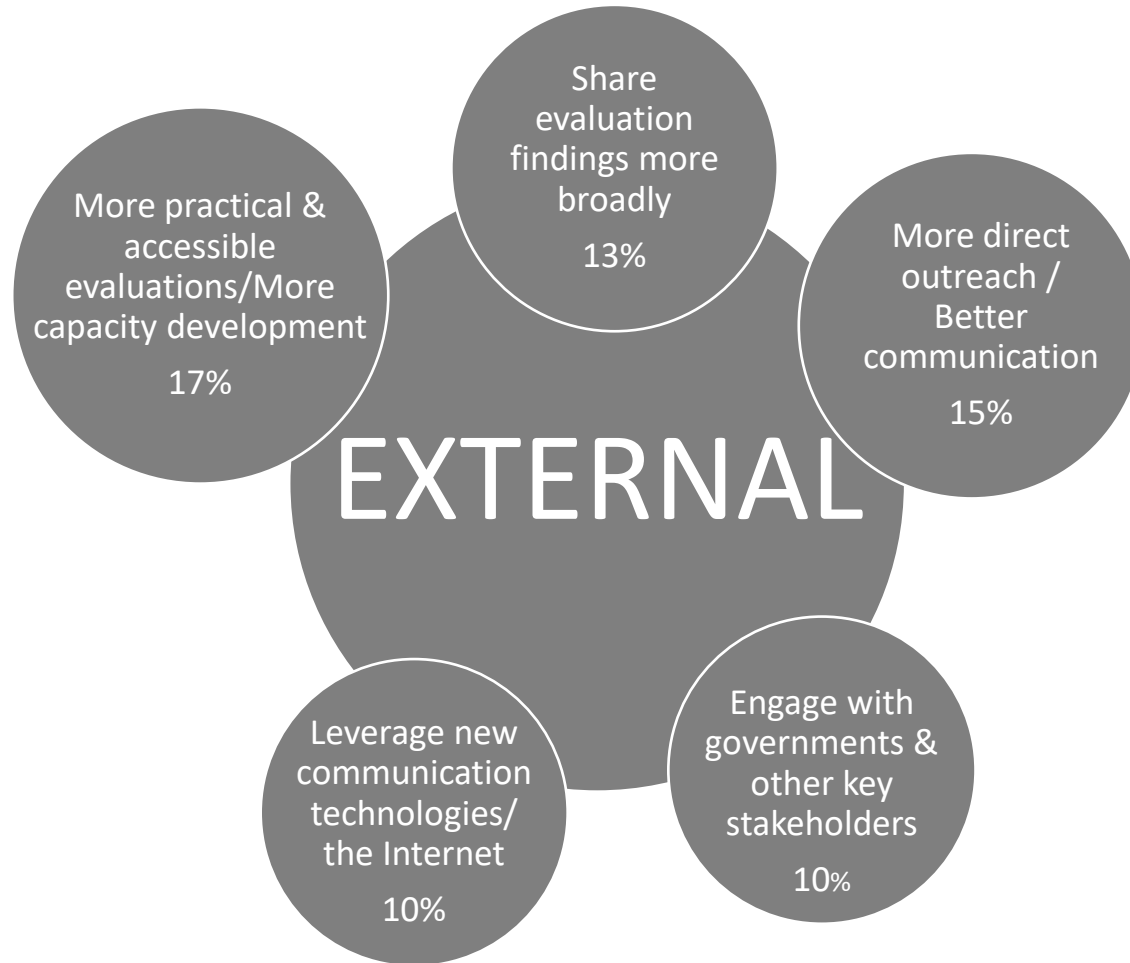 Share
evaluation
findings more
broadly
13%
More practical &
accessible
evaluations/More
capacity development
17%
More direct
outreach /
Better
communication
15%
EXTERNAL
Leverage new
communication
technologies/
the Internet
10%
Engage with
governments &
other key
stakeholders
10%